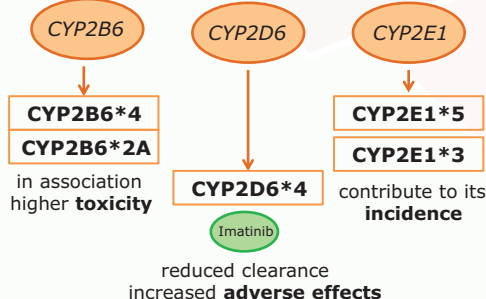 CYP2B6
CYP2D6
CYP2E1
CYP2B6*4
CYP2B6*2A
in association
higher toxicity
CYP2D6*4
Imatinib
reduced clearance
increased adverse effects
CYP2E1*5
CYP2E1*3
contribute to its
incidence